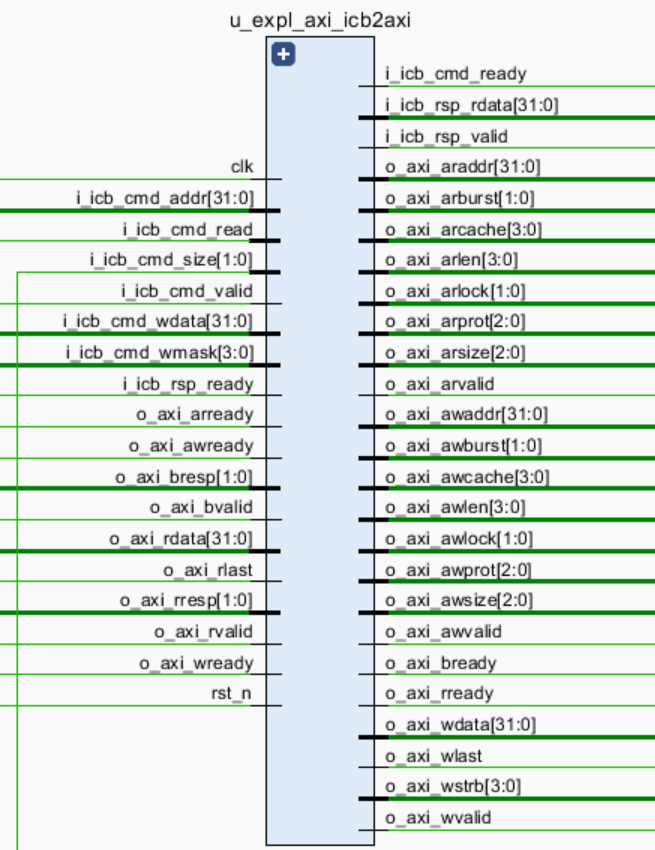 u_expl_axi_icb2axi
clk
i_icb_cmd_addr[31:0]
i_icb_cmd_read
i_icb_cmd_size[1:0]
i_icb_cmd_valid
i_icb_cmd_wdata[31:0]
i_icb_cmd_wmask[3:0]
i_icb_rsp_ready
o_axi_arready
o_axi_awready
o_axi_bresp[1:0]
o_axi_bvalid
o_axi_rdata[31:0]
o_axi_rlast
o_axi_rresp[1:0]
o_axi_rvalid
o_axi_wready
rst_n
i_icb_cmd_ready
i_icb_rsp_rdata[31:0]
i_icb_rsp_valid
o_axi_araddr[31:0]
o_axi_arburst[1:0]
o_axi_arcache[3:0]
o_axi_arlen[3:0]
o_axi_arlock[1:0]
o_axi_arprot[2:0]
o_axi_arsize[2:0]
o_axi_arvalid
o_axi_awaddr[31:0]
o_axi_awburst[1:0]
o_axi_awcache[3:0]
o_axi_awlen[3:0]
o_axi_awlock[1:0]
o_axi_awprot[2:0]
o_axi_awsize[2:0]
o_axi_awvalid
o_axi_bready
o_axi_rready
o_axi_wdata[31:0]
o_axi_wlast
o_axi_wstrb[3:0]
o_axi_wvalid